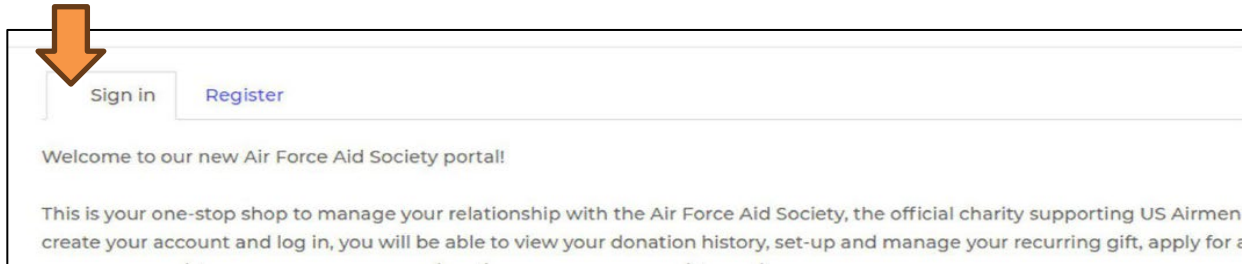 Sign in Register
Welcome to our new Air Force Aid Society portal!
This is your one-stop shop to manage your relationship with the Air Force Aid Society, the official charity supporting US Airmen
create your account and log in, you will be able to view your donation history, set-up and manage your recurring gift, apply for a